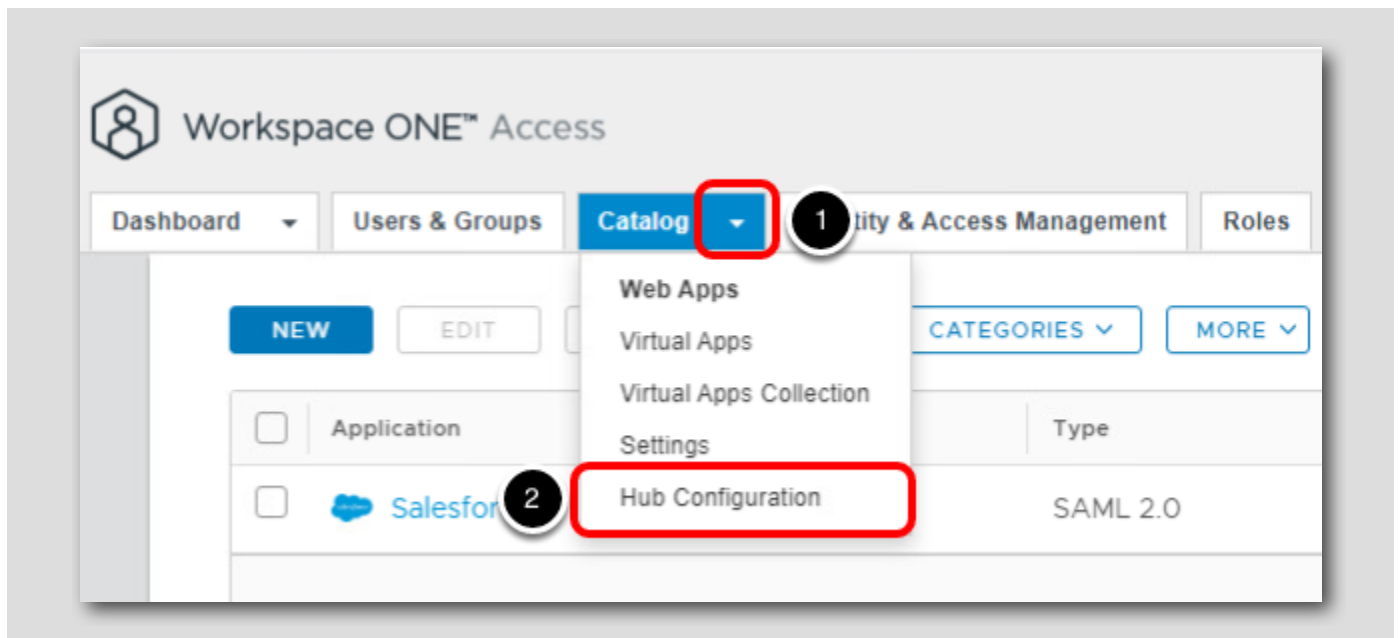 Workspace ONE™ Access
Dashboard Users & Groups Catalog 1 tity & Access Management Roles
Web Apps
NEW EDIT CATEGORIES MORE
Virtual Apps
Virtual Apps Collection
Application Type
Settings
Hub Configuration
2
Salesfor SAML 2.0